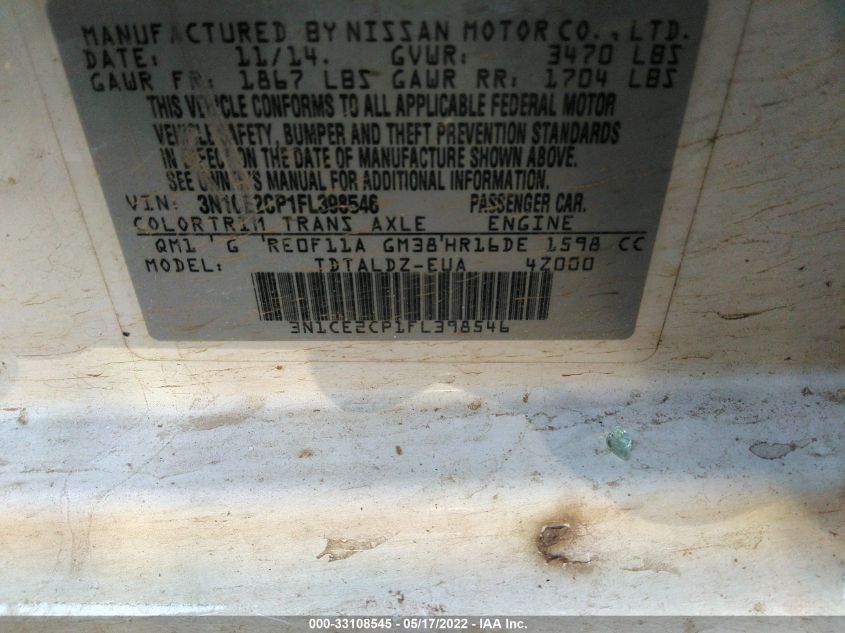 MANUFACTURED BY NISSAN MOTOR CO., LTD.
DATE: 11/14. GVWR: 3470 LBS
GAWR FR: 1867 LBS GAWR RR: 1704 LBS
THIS VEHICLE CONFORMS TO ALL APPLICABLE FEDERAL MOTOR
VEHICLE SAFETY, BUMPER AND THEFT PREVENTION STANDARDS
IN EFFECT ON THE DATE OF MANUFACTURE SHOWN ABOVE.
SEE OWNER'S MANUAL FOR ADDITIONAL INFORMATION.
VIN: 3N1CE2CP1FL398546 PASSENGER CAR.
COLOR TRIM TRANS AXLE ENGINE
QM1 ' G 'RE0F11A GM38'HR16DE 1598 CC
MODEL: TDTALDZ-EUA 4Z000
3N1CE2CP1FL398546
000-33108545 - 05/17/2022 - IAA Inc.